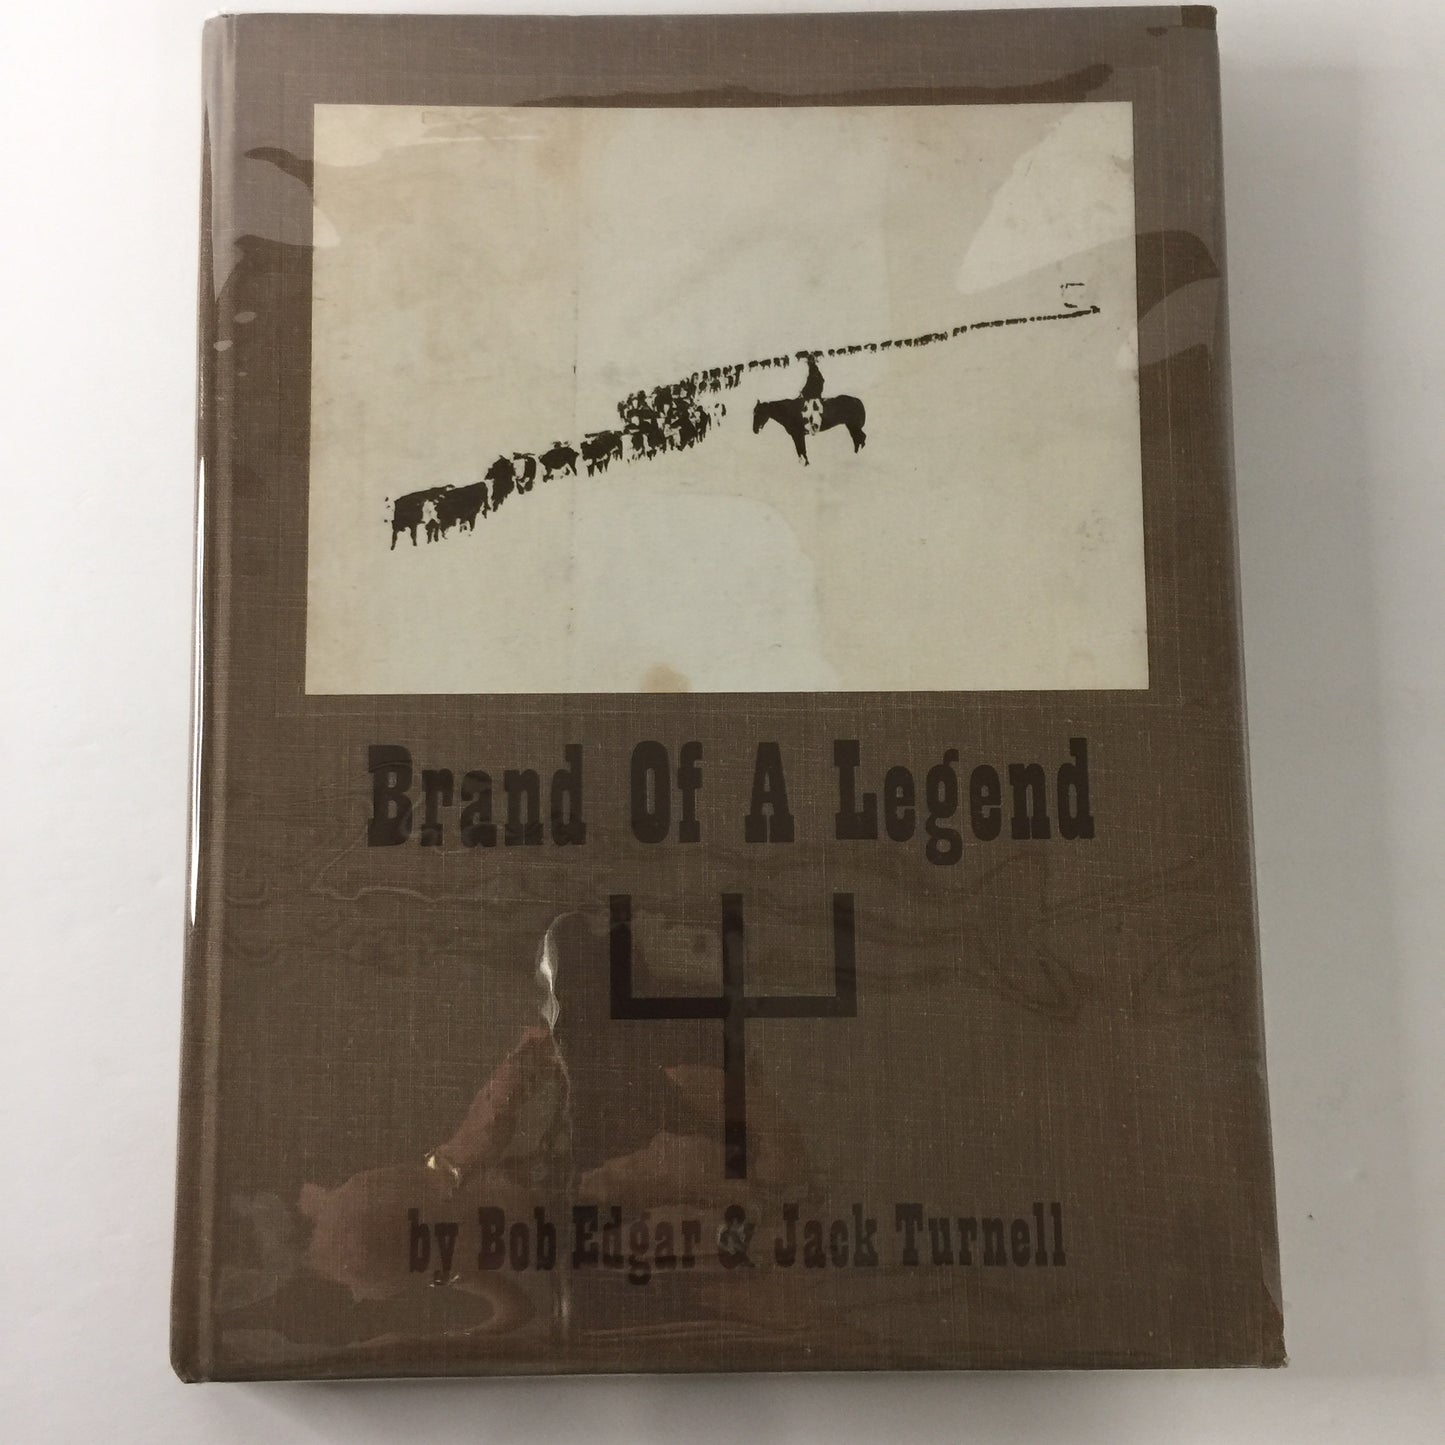 Brand Of A Legend
by Bob Edgar & Jack Turnell